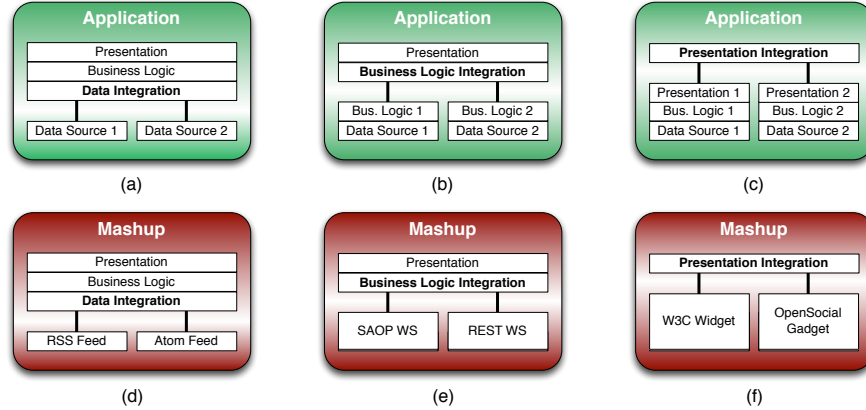 Application
Presentation
Business Logic
Data Integration
Data Source 1
Data Source 2
(a)
Application
Presentation
Business Logic Integration
Bus. Logic 1
Bus. Logic 2
Data Source 1
Data Source 2
(b)
Application
Presentation Integration
Presentation 1
Presentation 2
Bus. Logic 1
Bus. Logic 2
Data Source 1
Data Source 2
(c)
Mashup
Presentation
Business Logic
Data Integration
RSS Feed
Atom Feed
(d)
Mashup
Presentation
Business Logic Integration
SAOP WS
REST WS
(e)
Mashup
Presentation Integration
W3C Widget
OpenSocial
Gadget
(f)